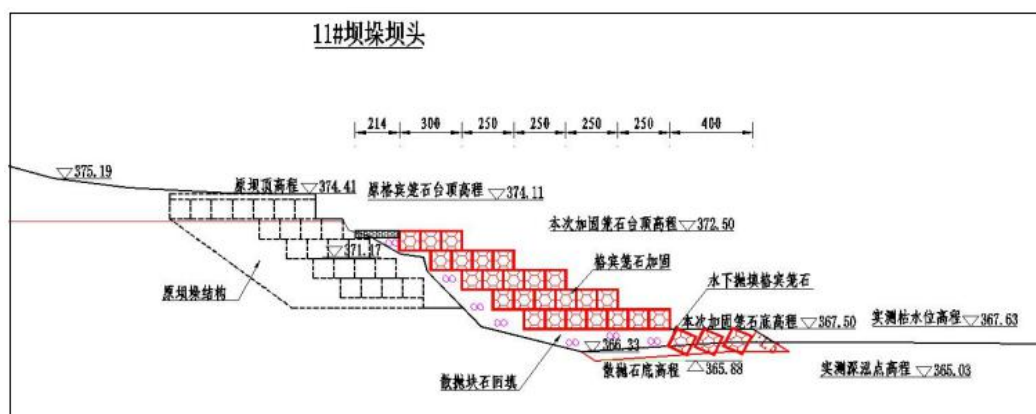 11#坝垛坝头
214 300 250 250 250 250 400
375.19
原坝顶高程 374.41
原格宾笼石台顶高程 374.11
本次加固笼石台顶高程 372.50
371.17
格宾笼石加固
水下抛填格宾笼石
原坝垛结构
本次加固笼石底高程 367.50
实测枯水位高程 367.63
366.33
散抛块石回填
散抛石底高程 365.88
实测深泓点高程 365.03